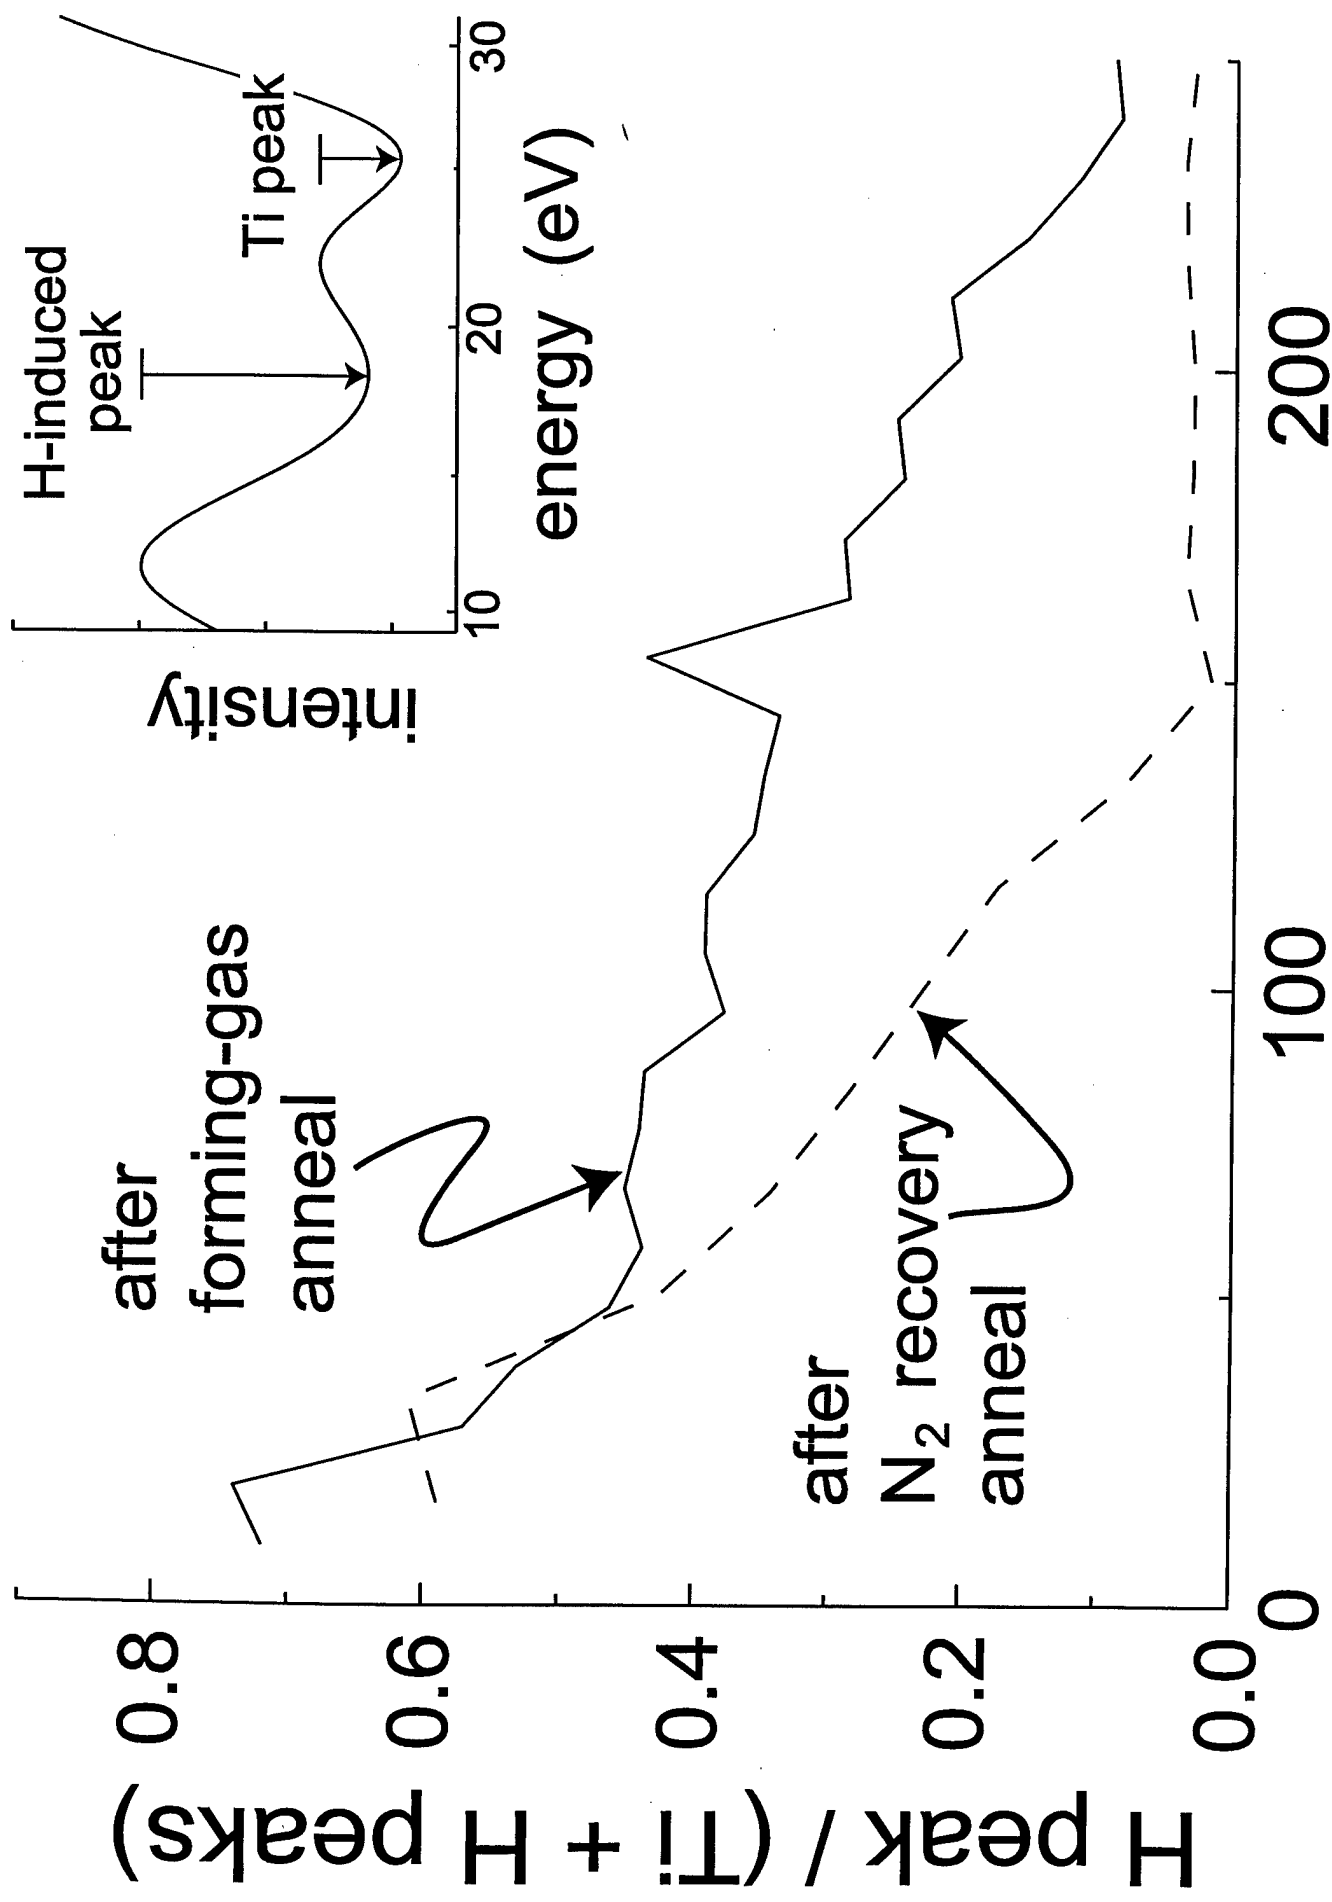 H peak / (Ti + H peaks)
0.8
0.6
0.4
0.2
0.0
0
100
200
after
forming-gas
anneal
after
N₂ recovery
anneal
intensity
H-induced
peak
Ti peak
10
20
30
energy (eV)